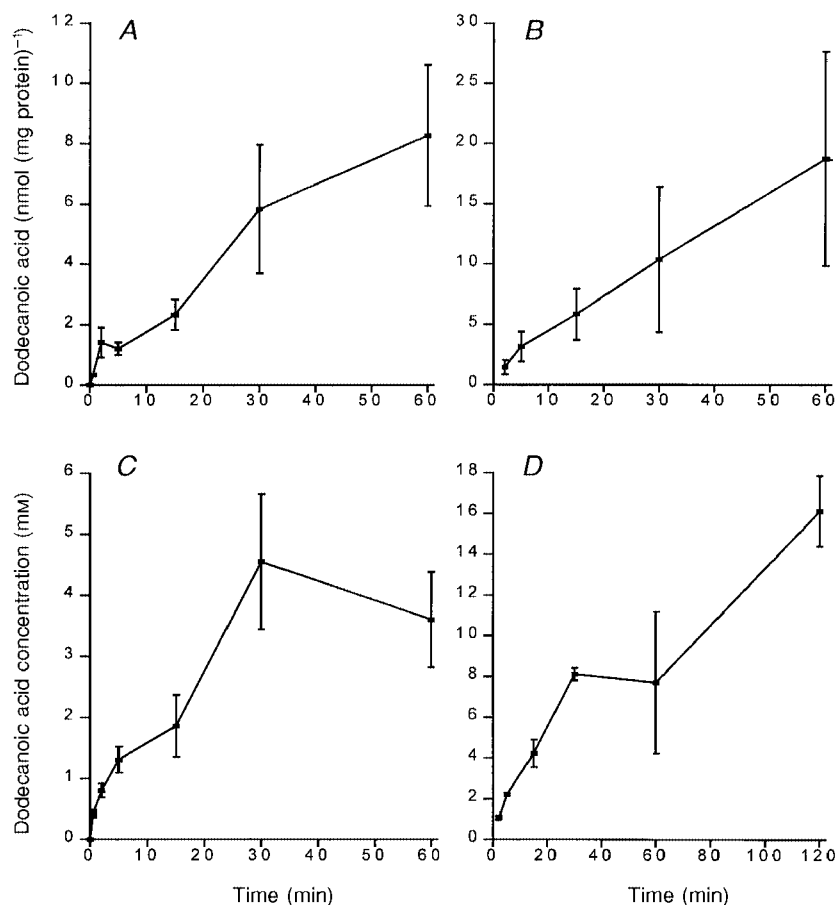 A
B
12
10
8
6
4
2
0
Dodecanoic acid (nmol (mg protein)⁻¹)
0 10 20 30 40 50 60
30
25
20
15
10
5
0
0 10 20 30 40 50 60
C
D
6
5
4
3
2
1
0
Dodecanoic acid concentration (mM)
0 10 20 30 40 50 60
Time (min)
18
16
14
12
10
8
6
4
2
0
0 20 40 60 80 100 120
Time (min)